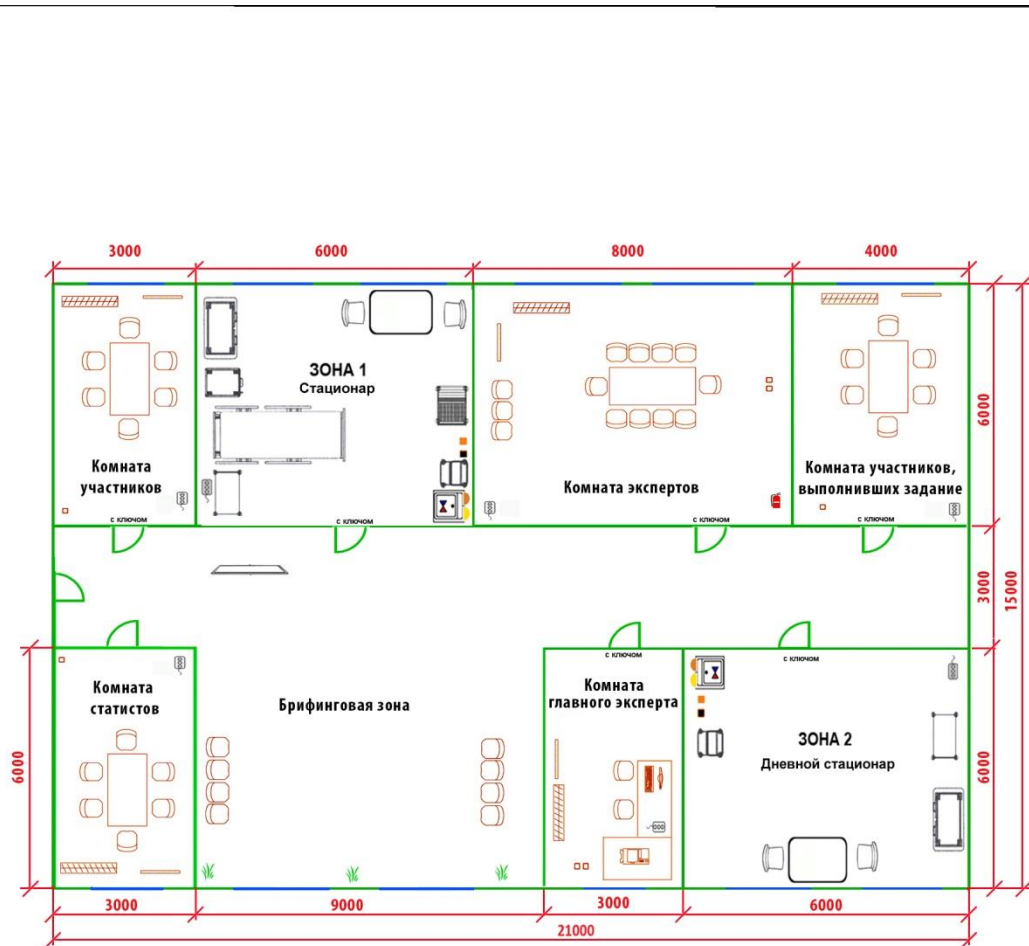 3000
6000
8000
4000
ЗОНА 1
Стационар
Комната
участников
Комната экспертов
Комната участников,
выполнивших задание
6000
с ключом
с ключом
с ключом
с ключом
3000
15000
с ключом
с ключом
Комната
статистов
Брифинговая зона
Комната
главного эксперта
ЗОНА 2
Дневной стационар
6000
6000
3000
9000
3000
6000
21000